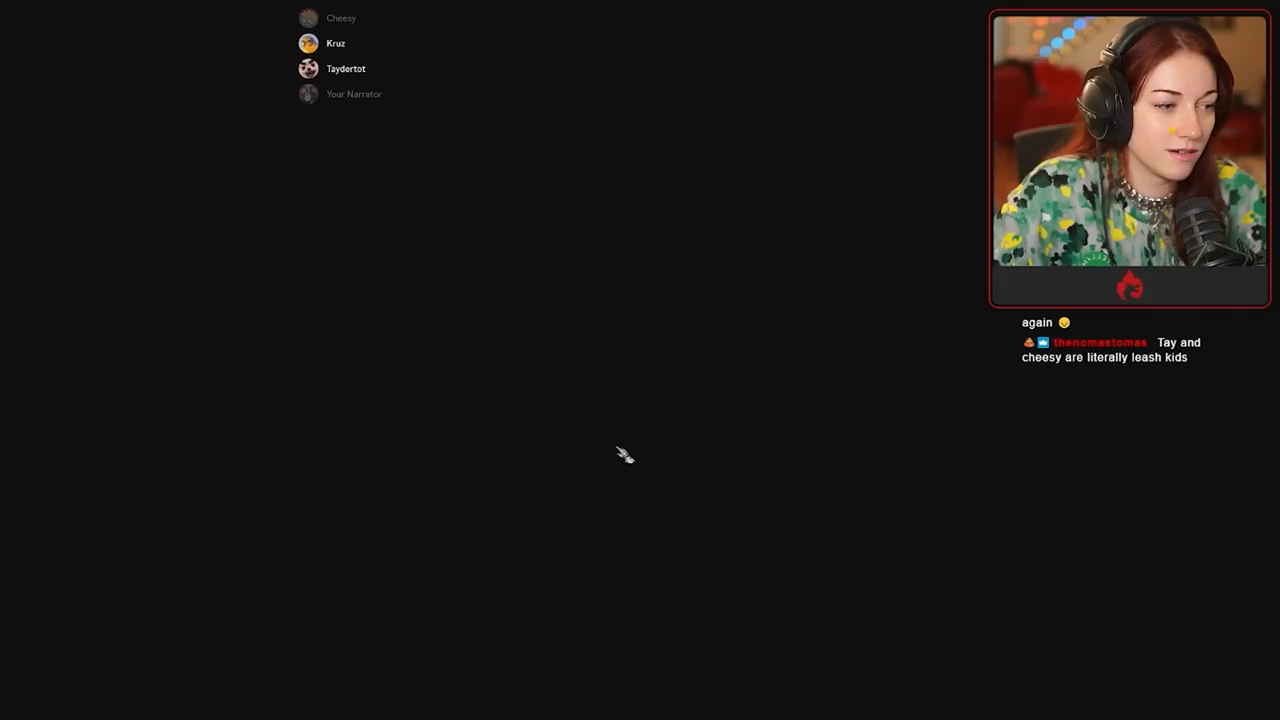 Cheesy
Kruz
Taydertot
Your Narrator
again
thenomastomas Tay and
cheesy are literally leash kids